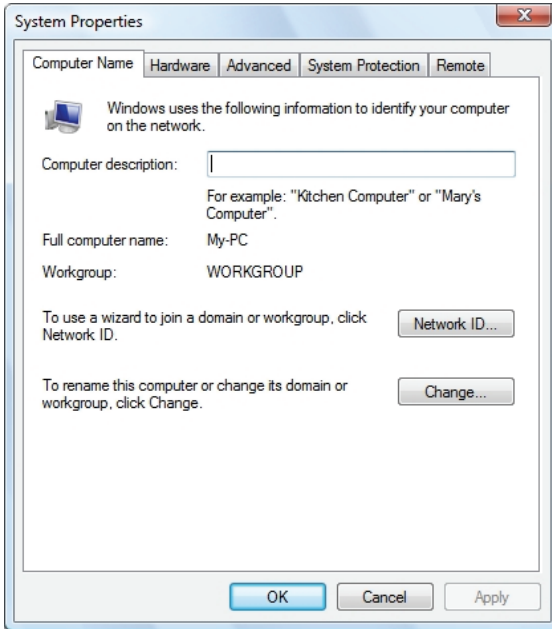 System Properties
Computer Name Hardware Advanced System Protection Remote
Windows uses the following information to identify your computer
on the network.
Computer description:
For example: "Kitchen Computer" or "Mary's
Computer".
Full computer name: My-PC
Workgroup: WORKGROUP
To use a wizard to join a domain or workgroup, click
Network ID.
Network ID...
To rename this computer or change its domain or
workgroup, click Change.
Change...
OK Cancel Apply